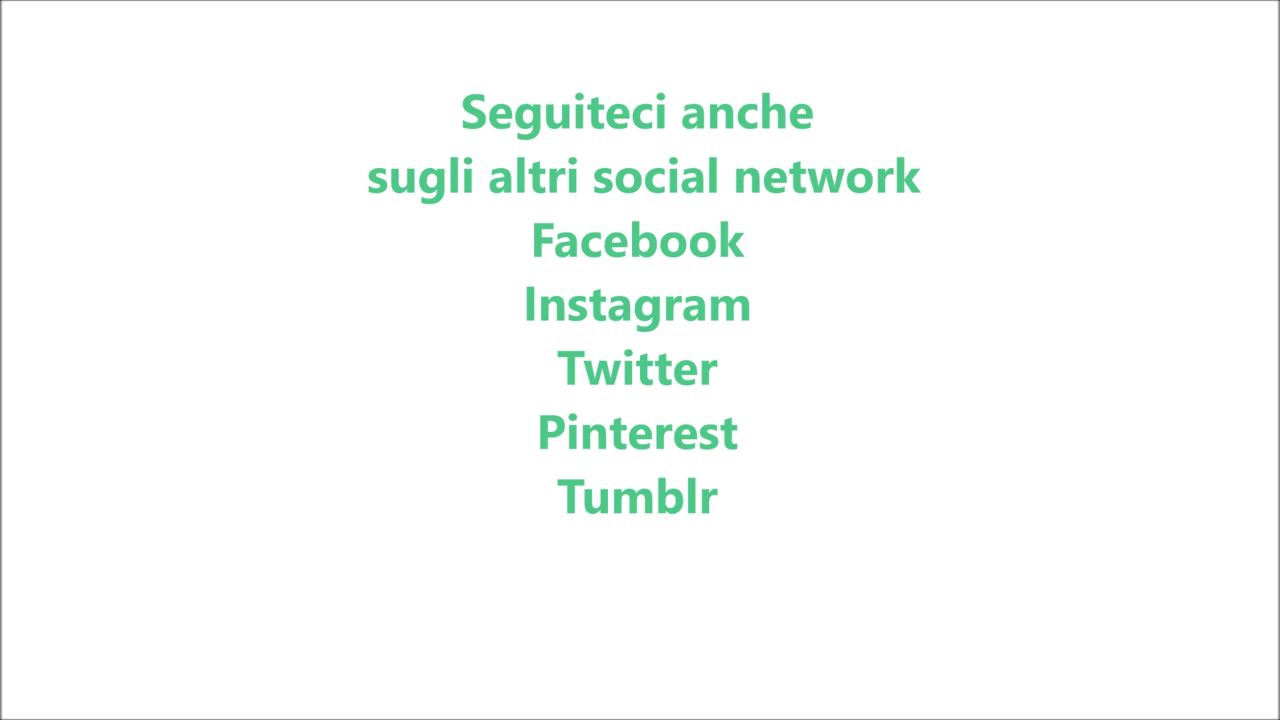 Seguiteci anche
sugli altri social network
Facebook
Instagram
Twitter
Pinterest
Tumblr